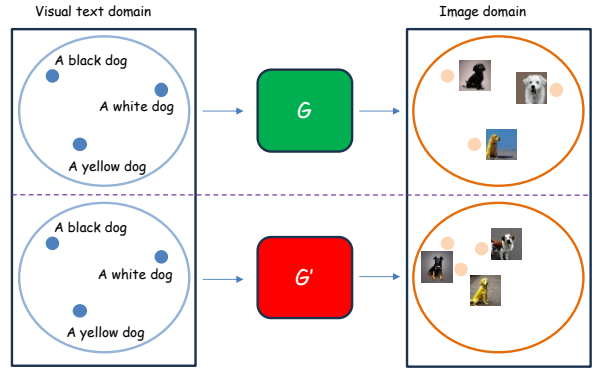 Visual text domain
Image domain
A black dog
A white dog
A yellow dog
G
A black dog
A white dog
A yellow dog
G'